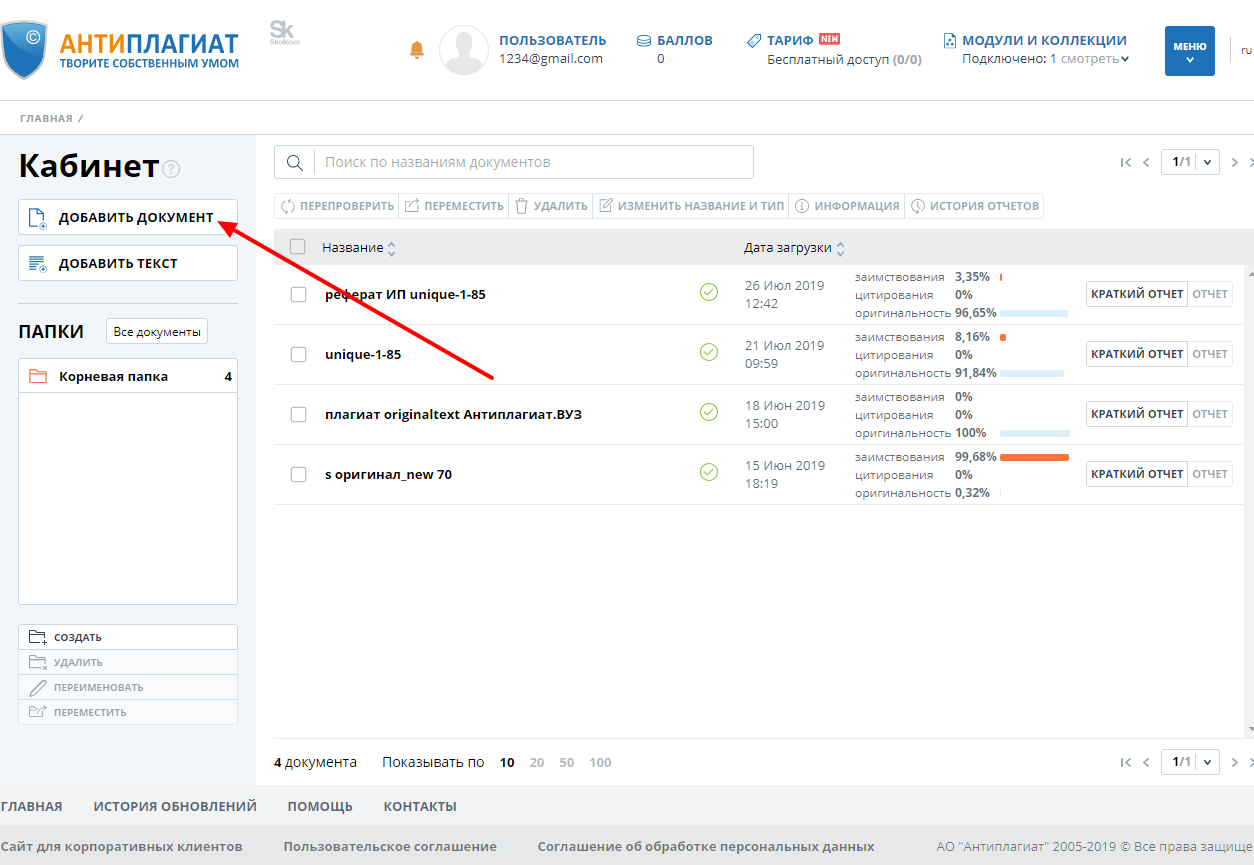 АНТИПЛАГИАТ
ТВОРИТЕ СОБСТВЕННЫМ УМОМ
Sk
Skolkovo
ПОЛЬЗОВАТЕЛЬ
1234@gmail.com
БАЛЛОВ
0
ТАРИФ NEW
Бесплатный доступ (0/0)
МОДУЛИ И КОЛЛЕКЦИИ
Подключено: 1 смотреть
МЕНЮ
ru
ГЛАВНАЯ /
Кабинет ?
ДОБАВИТЬ ДОКУМЕНТ
ДОБАВИТЬ ТЕКСТ
ПАПКИ Все документы
Корневая папка 4
СОЗДАТЬ
УДАЛИТЬ
ПЕРЕИМЕНОВАТЬ
ПЕРЕМЕСТИТЬ
Поиск по названиям документов
1/1
ПЕРЕПРОВЕРИТЬ ПЕРЕМЕСТИТЬ УДАЛИТЬ ИЗМЕНИТЬ НАЗВАНИЕ И ТИП ИНФОРМАЦИЯ ИСТОРИЯ ОТЧЕТОВ
Название Дата загрузки
реферат ИП unique-1-85
26 Июл 2019
12:42
заимствования 3,35%
цитирования 0%
оригинальность 96,65%
КРАТКИЙ ОТЧЕТ ОТЧЕТ
unique-1-85
21 Июл 2019
09:59
заимствования 8,16%
цитирования 0%
оригинальность 91,84%
КРАТКИЙ ОТЧЕТ ОТЧЕТ
плагиат originaltext Антиплагиат.ВУЗ
18 Июн 2019
15:00
заимствования 0%
цитирования 0%
оригинальность 100%
КРАТКИЙ ОТЧЕТ ОТЧЕТ
s оригинал_new 70
15 Июн 2019
18:19
заимствования 99,68%
цитирования 0%
оригинальность 0,32%
КРАТКИЙ ОТЧЕТ ОТЧЕТ
4 документа Показывать по 10 20 50 100
1/1
ГЛАВНАЯ ИСТОРИЯ ОБНОВЛЕНИЙ ПОМОЩЬ КОНТАКТЫ
Сайт для корпоративных клиентов Пользовательское соглашение Соглашение об обработке персональных данных АО "Антиплагиат" 2005-2019 © Все права защище